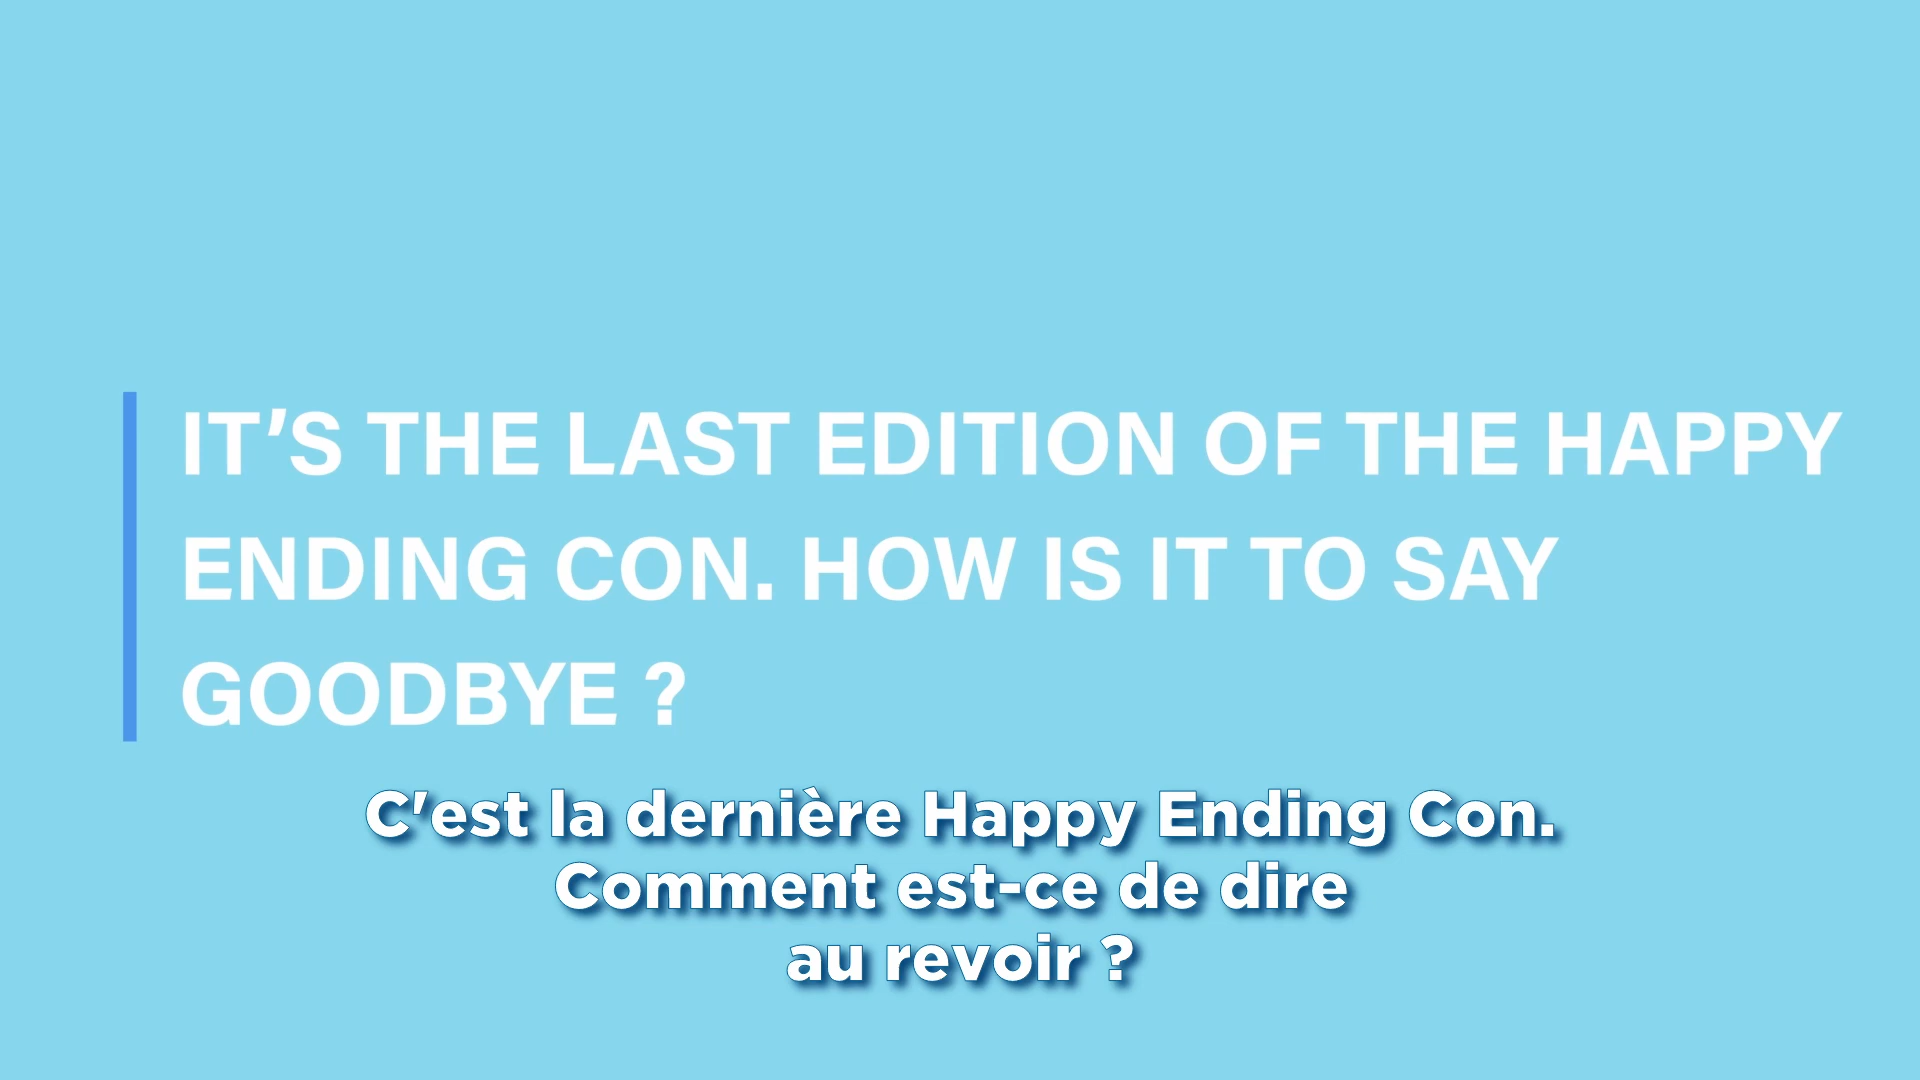 IT’S THE LAST EDITION OF THE HAPPY
ENDING CON. HOW IS IT TO SAY
GOODBYE ?
C'est la dernière Happy Ending Con.
Comment est-ce de dire
au revoir ?